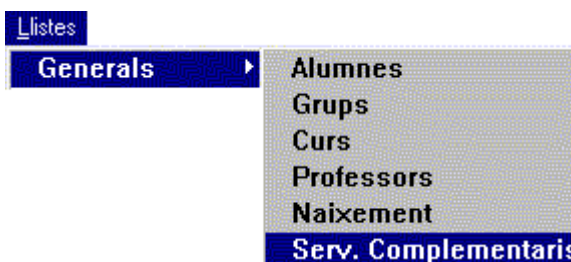 Llistes
Generals
Alumnes
Grups
Curs
Professors
Naixement
Serv. Complementaris